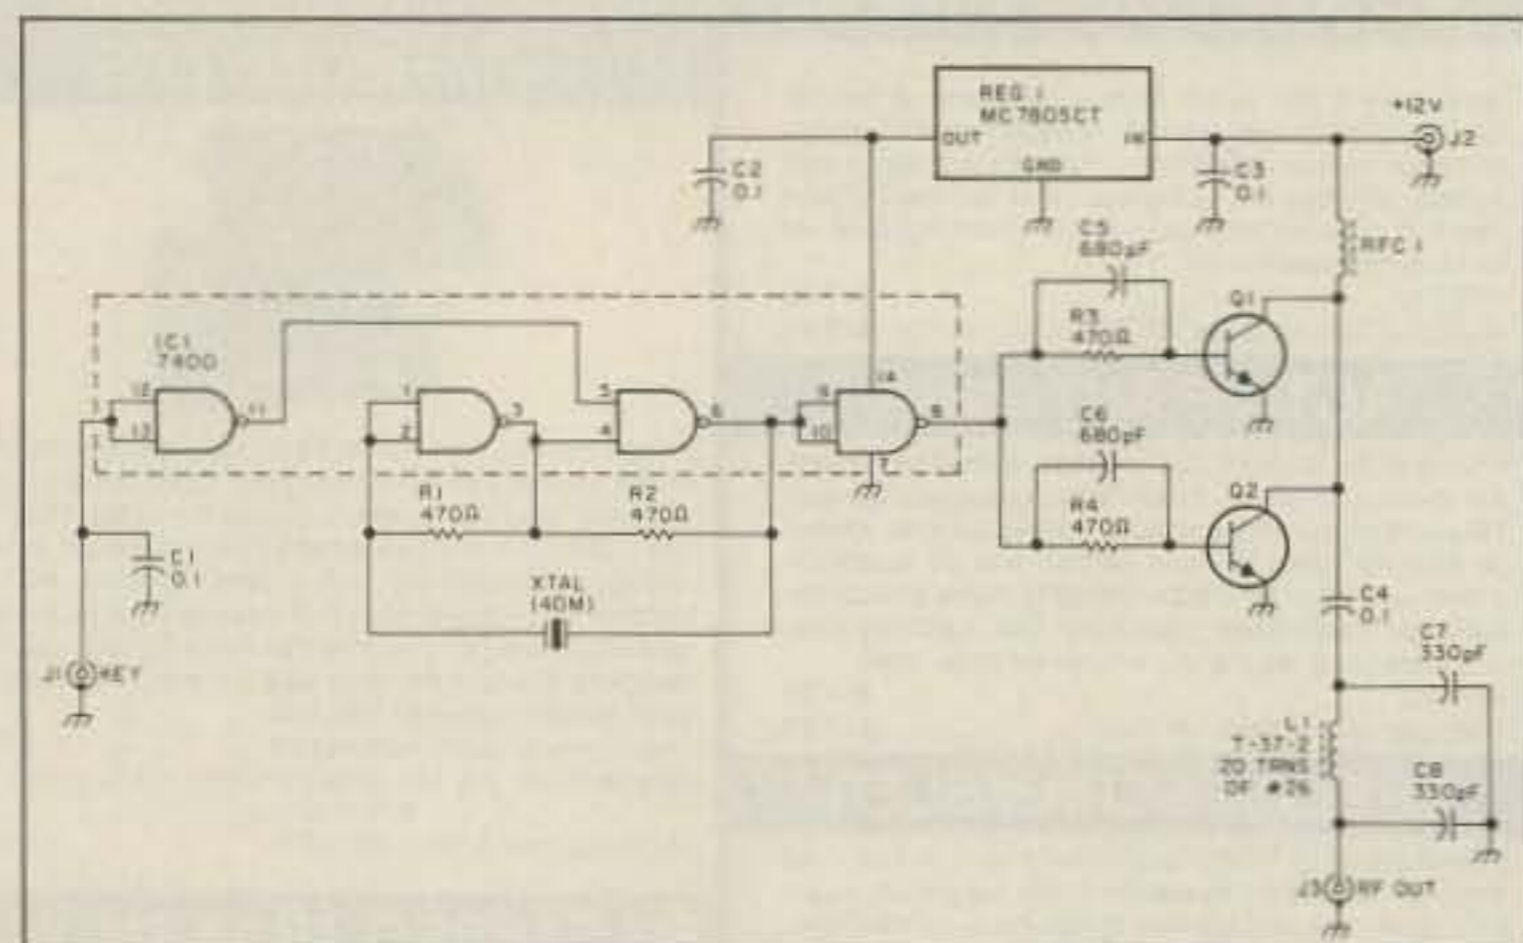 REG 1
MC7805CT
OUT
IN
GND
+12V
J2
C2
0.1
C3
0.1
RFC 1
C5
680pF
R3
470Ω
Q1
IC1
7400
12
13
11
1
2
3
5
4
6
9
10
14
8
7
C6
680pF
R4
470Ω
Q2
R1
470Ω
R2
470Ω
C1
0.1
XTAL
(40M)
J1
KEY
C4
0.1
C7
330pF
L1
T-37-2
20 TRNS
OF #26
C8
330pF
J3
RF OUT